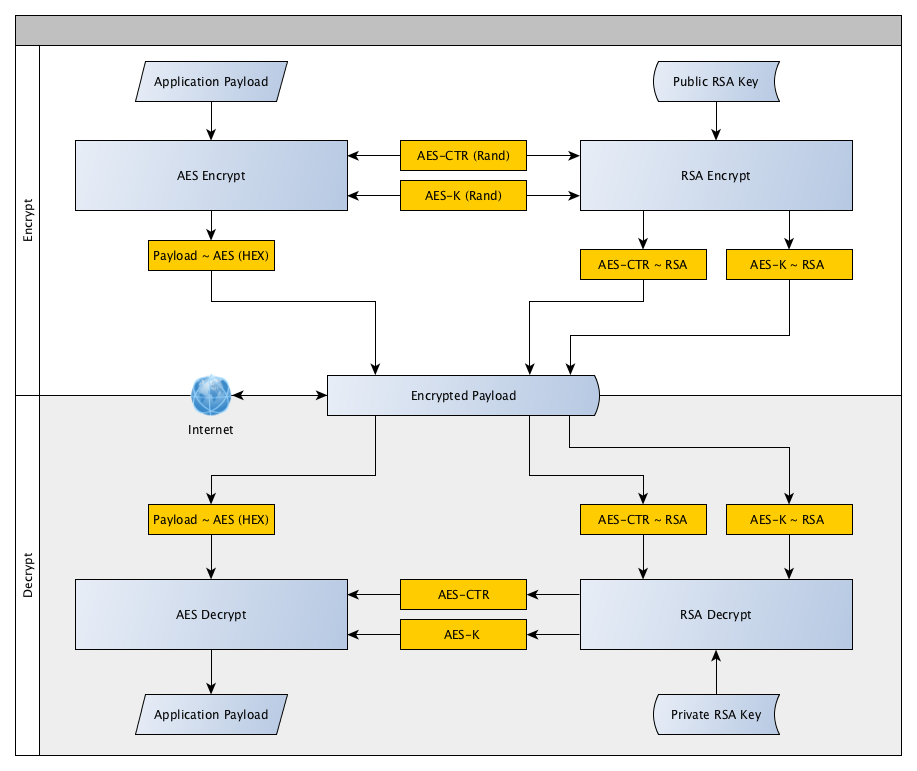 Encrypt
Application Payload
Public RSA Key
AES Encrypt
AES-CTR (Rand)
AES-K (Rand)
RSA Encrypt
Payload ~ AES (HEX)
AES-CTR ~ RSA
AES-K ~ RSA
Encrypted Payload
Internet
Decrypt
Payload ~ AES (HEX)
AES-CTR ~ RSA
AES-K ~ RSA
AES Decrypt
AES-CTR
AES-K
RSA Decrypt
Application Payload
Private RSA Key